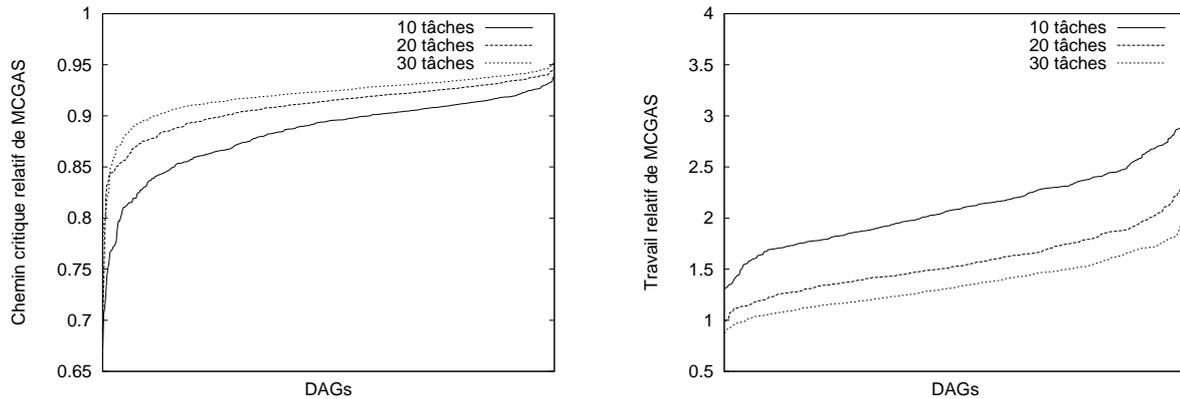 Chemin critique relatif de MCGAS
1
0.95
0.9
0.85
0.8
0.75
0.7
0.65
10 tâches
20 tâches
30 tâches
DAGs
Travail relatif de MCGAS
4
3.5
3
2.5
2
1.5
1
0.5
10 tâches
20 tâches
30 tâches
DAGs